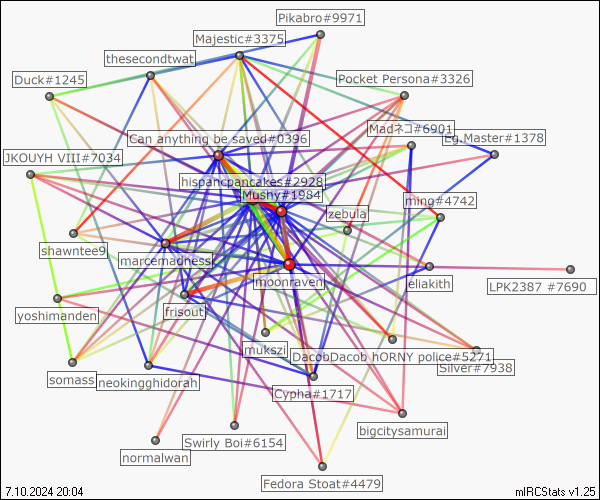 Pikabro#9971
Majestic#3375
thesecondtwat
Duck#1245
Pocket Persona#3326
Madネコ#6901
Can anything be saved#0396
Eg.Master#1378
JKOUYH VIII#7034
hispancpancakes#2928
Mushy#1984
ming#4742
zebula
shawntee9
marcemadness
moonraven
eliakith
LPK2387 #7690
yoshimanden
frisout
mukszi
DacobDacob hORNY police#5271
Silver#7938
somass
neokingghidorah
Cypha#1717
bigcitysamurai
Swirly Boi#6154
normalwan
Fedora Stoat#4479
7.10.2024 20:04
mIRCStats v1.25